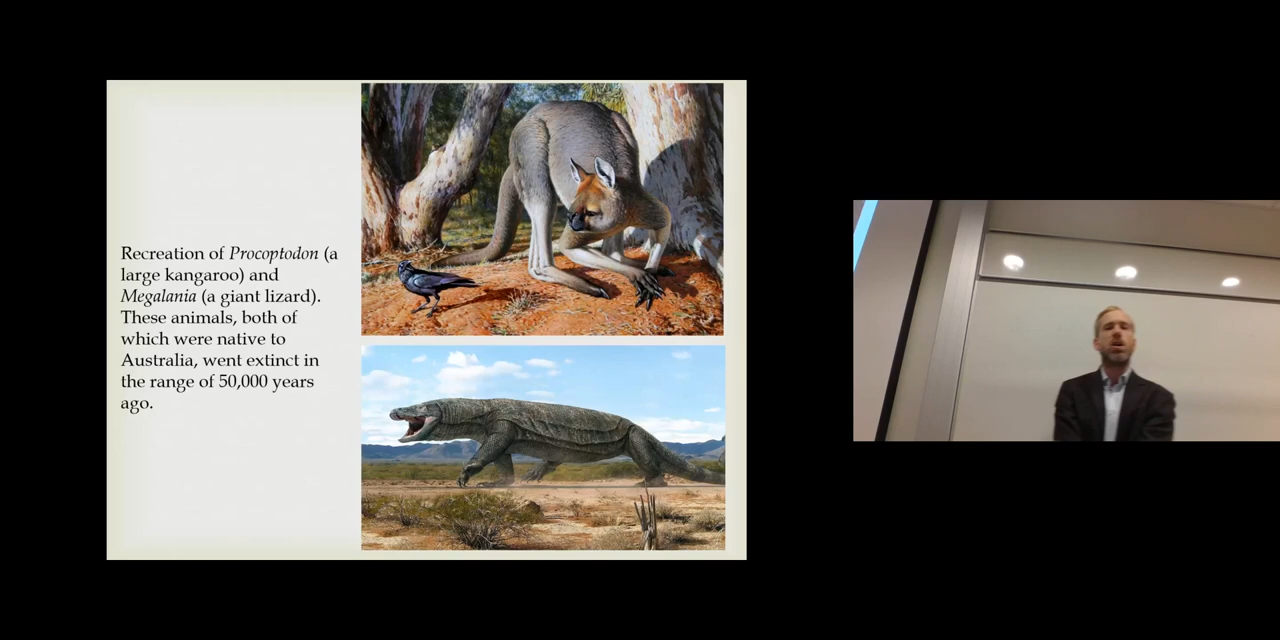 Recreation of Procoptodon (a
large kangaroo) and
Megalania (a giant lizard).
These animals, both of
which were native to
Australia, went extinct in
the range of 50,000 years
ago.